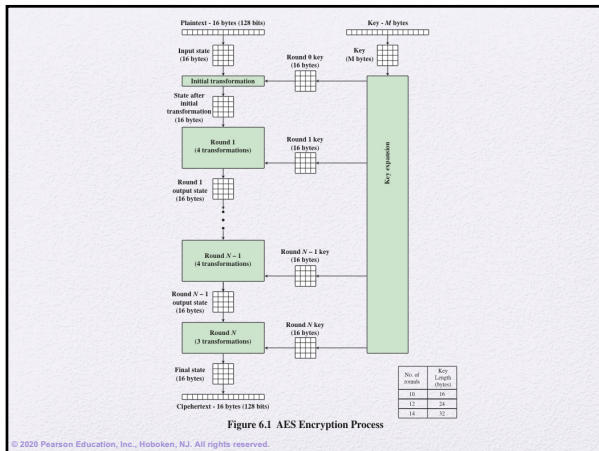 Plaintext - 16 bytes (128 bits)
Key - M bytes
Input state
(16 bytes)
Round 0 key
(16 bytes)
Key
(M bytes)
Initial transformation
State after
initial
transformation
(16 bytes)
Round 1
(4 transformations)
Round 1 key
(16 bytes)
Key expansion
Round 1
output state
(16 bytes)
Round N – 1
(4 transformations)
Round N – 1 key
(16 bytes)
Round N – 1
output state
(16 bytes)
Round N
(3 transformations)
Round N key
(16 bytes)
Final state
(16 bytes)
No. of
rounds
Key
Length
(bytes)
10 16
12 24
14 32
Cipehertext - 16 bytes (128 bits)
Figure 6.1 AES Encryption Process
© 2020 Pearson Education, Inc., Hoboken, NJ. All rights reserved.